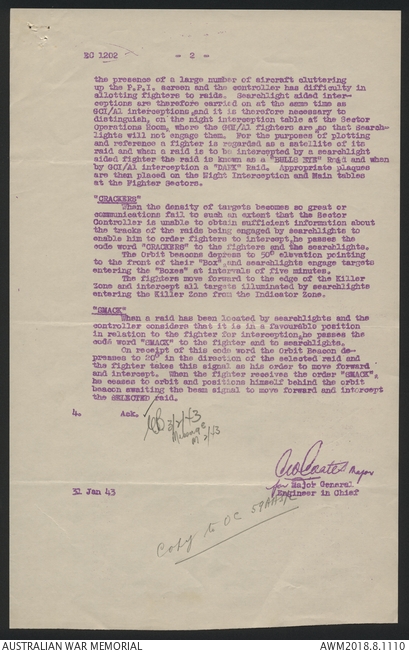 EC 1202 - 2 -
the presence of a large number of aircraft cluttering
up the P.P.I. screen and the controller has difficulty in
allotting fighters to raids. Searchlight aided inter-
ceptions are therefore carried on at the same time as
GCI/AI interceptions and it is therefore necessary to
distinguish, on the night interception table at the Sector
Operations Room, where the GCI/AI fighters are so that Search-
lights will not engage them. For the purposes of plotting
and reference a fighter is regarded as a satellite of its
raid and when a raid is to be intercepted by a searchlight
aided fighter the raid is known as a "BULLS EYE" Raid and when
by GCI/AI interception a "DARK" Raid. Appropriate plaques
are then placed on the Night Interception and Main tables
at the Fighter Sectors.
"CRACKERS"
When the density of targets becomes so great or
communications fail to such an extent that the Sector
Controller is unable to obtain sufficient information about
the tracks of the raids being engaged by searchlights to
enable him to order fighters to intercept, he passes the
code word "CRACKERS" to the fighters and the searchlights.
The Orbit beacons depress to 50° elevation pointing
to the front of their "Box" and searchlights engage targets
entering the "Boxes" at intervals of five minutes.
The fighters move forward to the edge of the Killer
Zone and intercept all targets illuminated by searchlights
entering the Killer Zone from the Indicator Zone.
"SMACK"
When a raid has been located by searchlights and the
controller considers that it is in a favourable position
in relation to the fighter for interception, he passes the
code word "SMACK" to the fighter and to searchlights.
On receipt of this code word the Orbit Beacon de-
presses to 20° in the direction of the selected raid and
the fighter takes this signal as his order to move forward
and intercept. When the fighter receives the order "SMACK",
he ceases to orbit and positions himself behind the orbit
beacon awaiting the beam signal to move forward and intercept
the SELECTED raid.
4. Ack.
3/2/43
2/43
C W Coates Major
for Major General
Engineer in Chief
31 Jan 43
Copy to OC
AUSTRALIAN WAR MEMORIAL AWM2018.8.1110